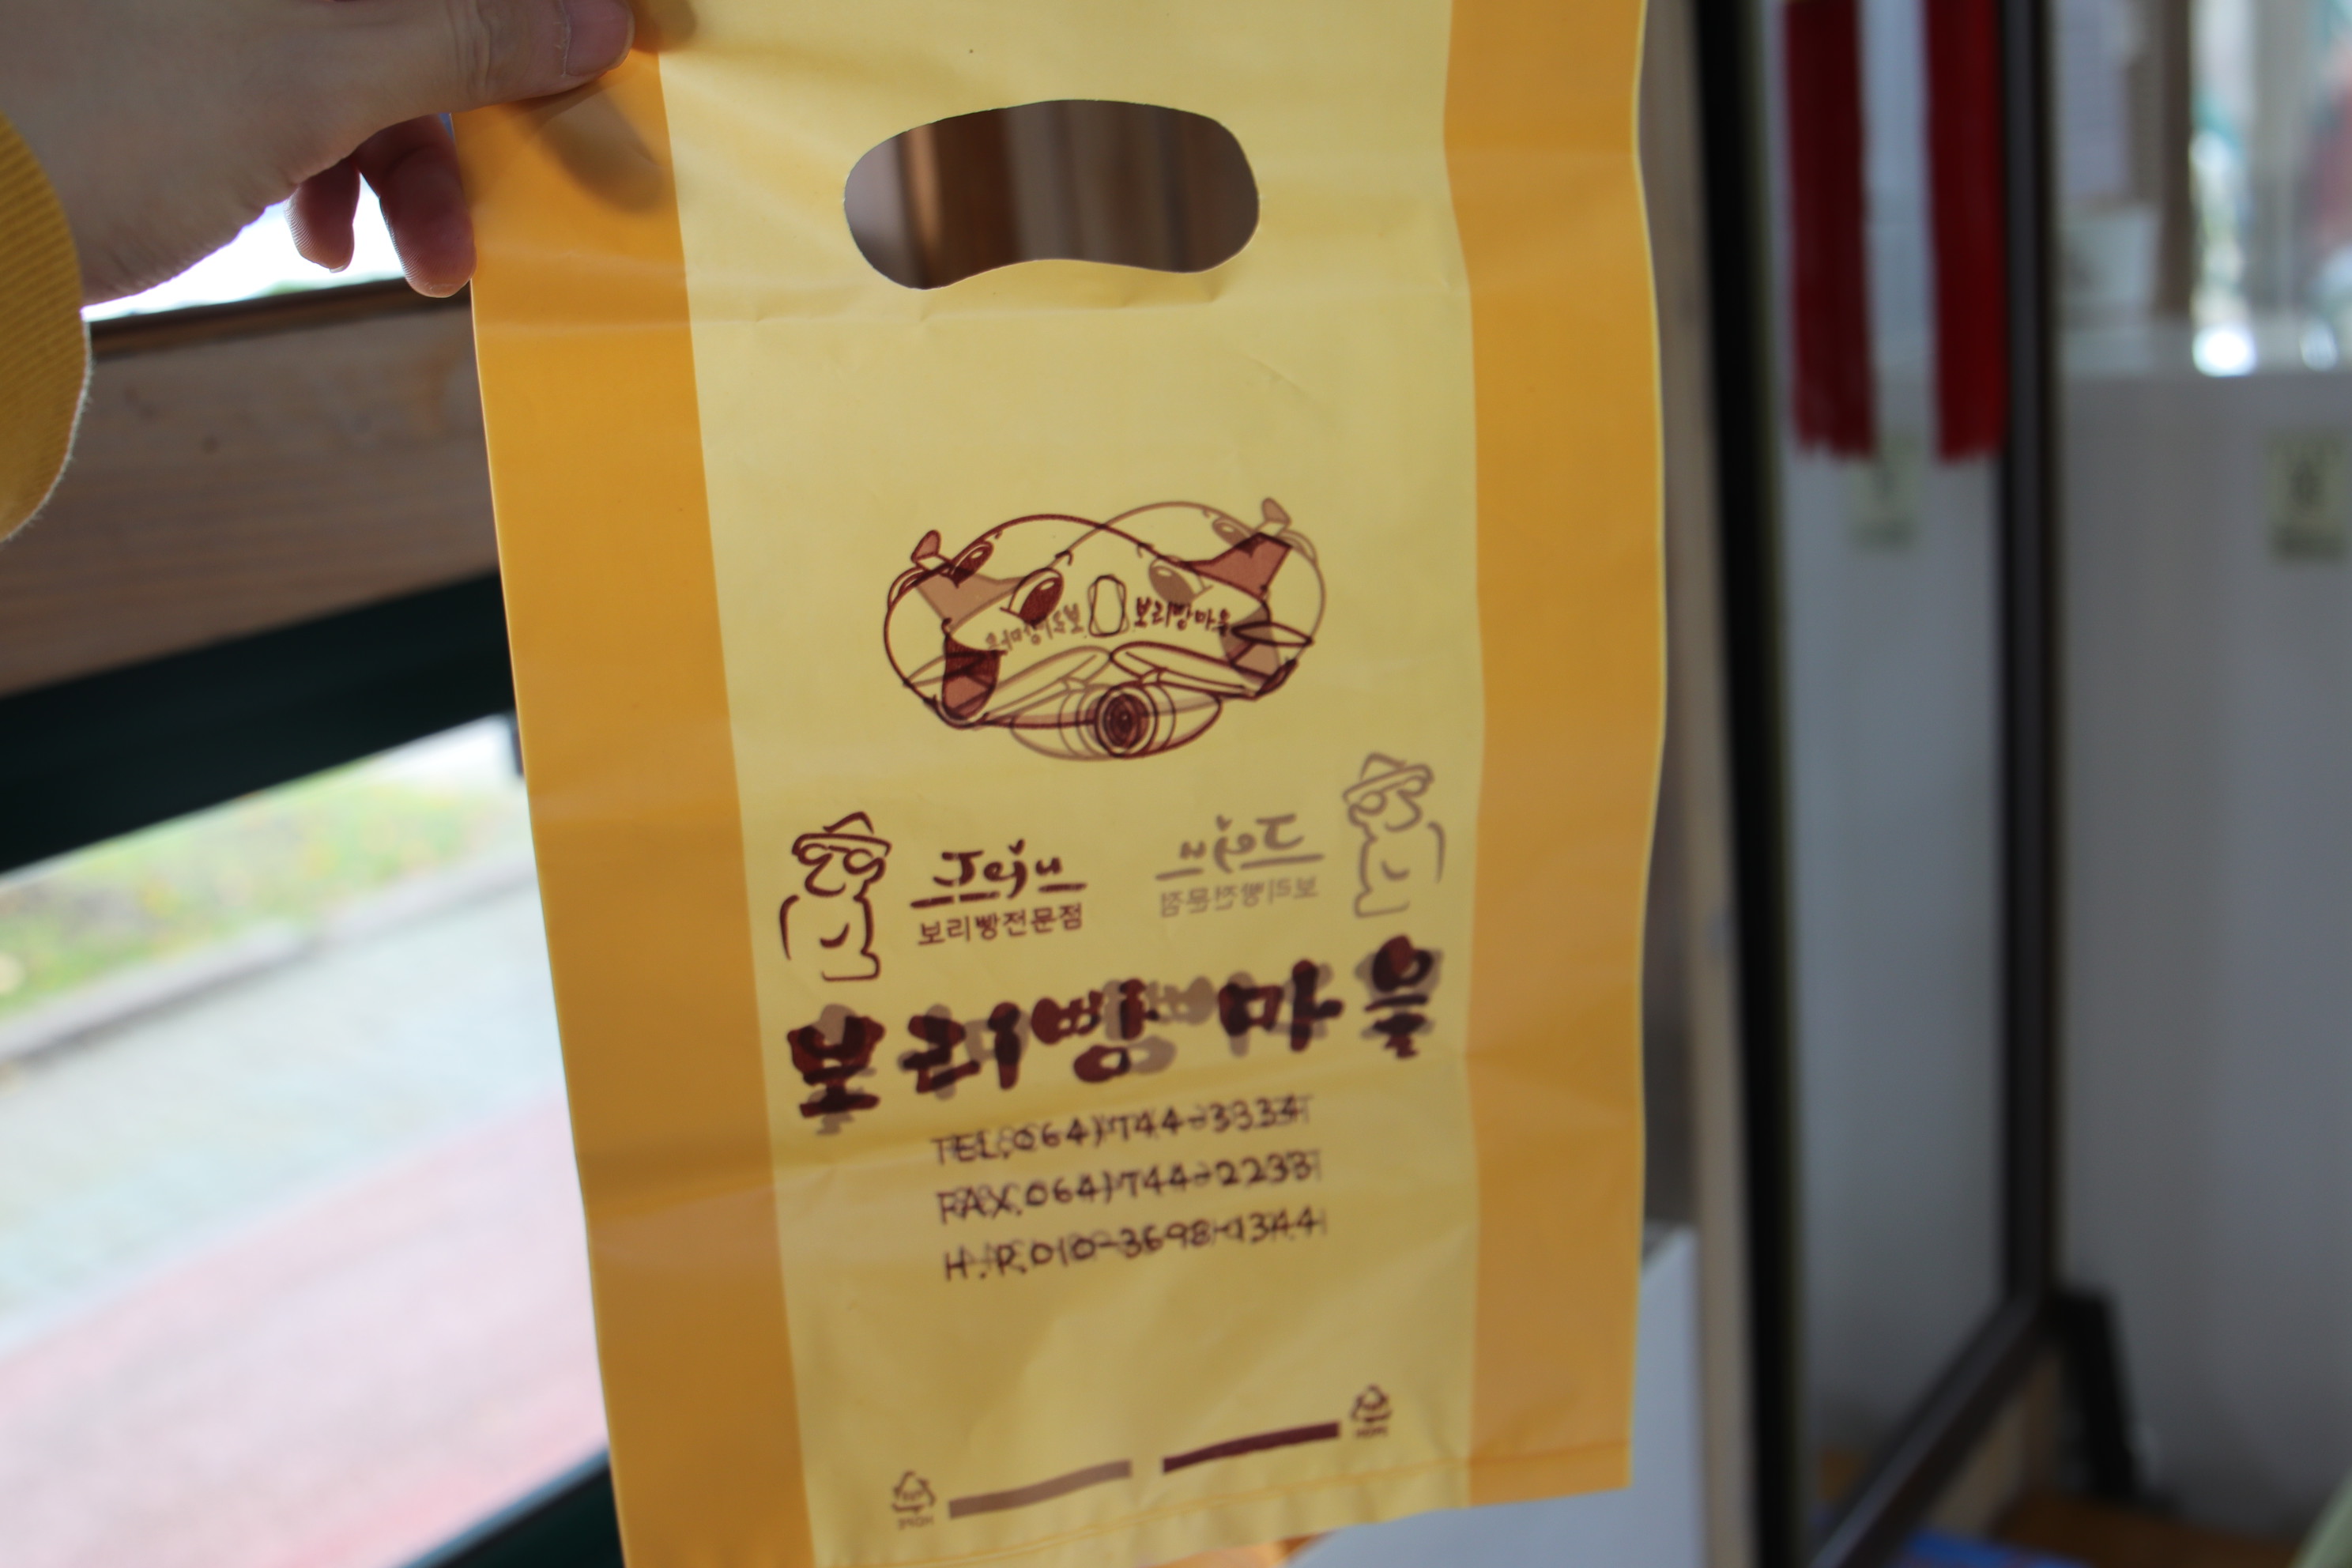 보리빵마을
Jeju
보리빵전문점
보리빵 마을
TEL.064)744-3334
FAX.064)744-2233
H.P.010-3698-1344
HDPE